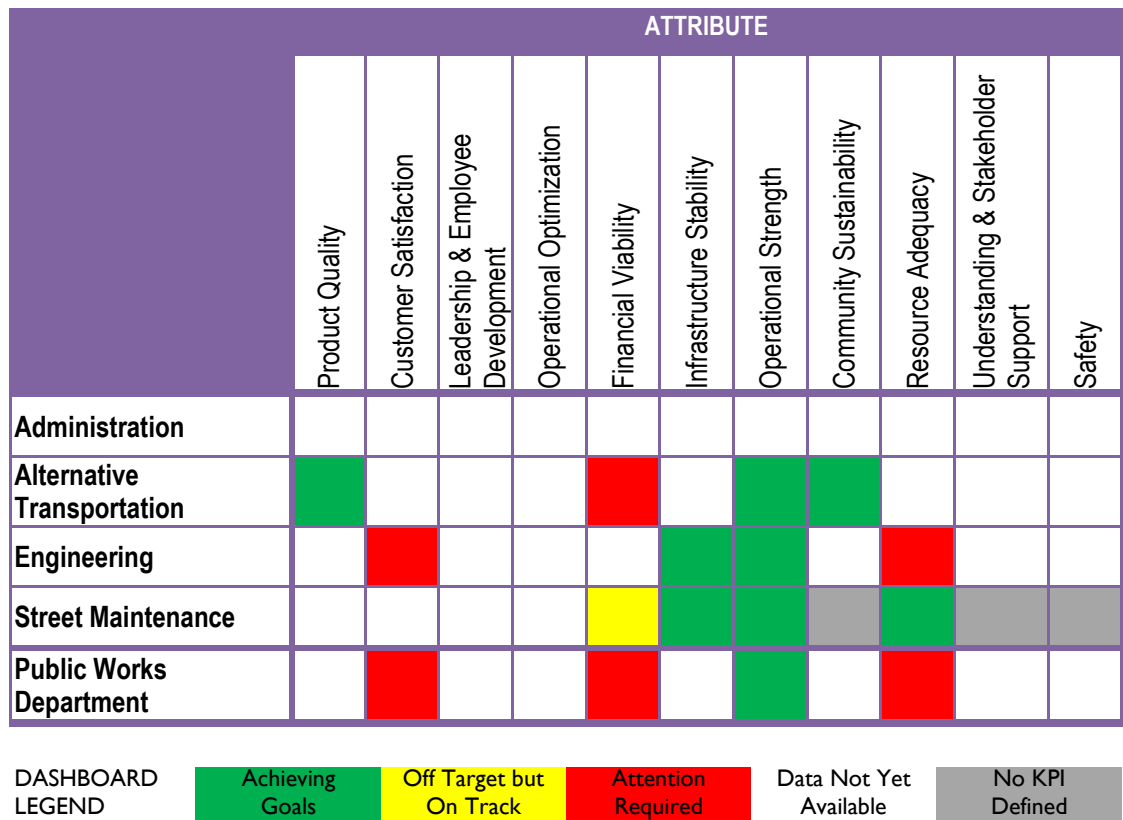 ATTRIBUTE
Product Quality
Customer Satisfaction
Leadership & Employee
Development
Operational Optimization
Financial Viability
Infrastructure Stability
Operational Strength
Community Sustainability
Resource Adequacy
Understanding & Stakeholder
Support
Safety
Administration
Alternative
Transportation
Engineering
Street Maintenance
Public Works
Department
DASHBOARD
LEGEND
Achieving
Goals
Off Target but
On Track
Attention
Required
Data Not Yet
Available
No KPI
Defined